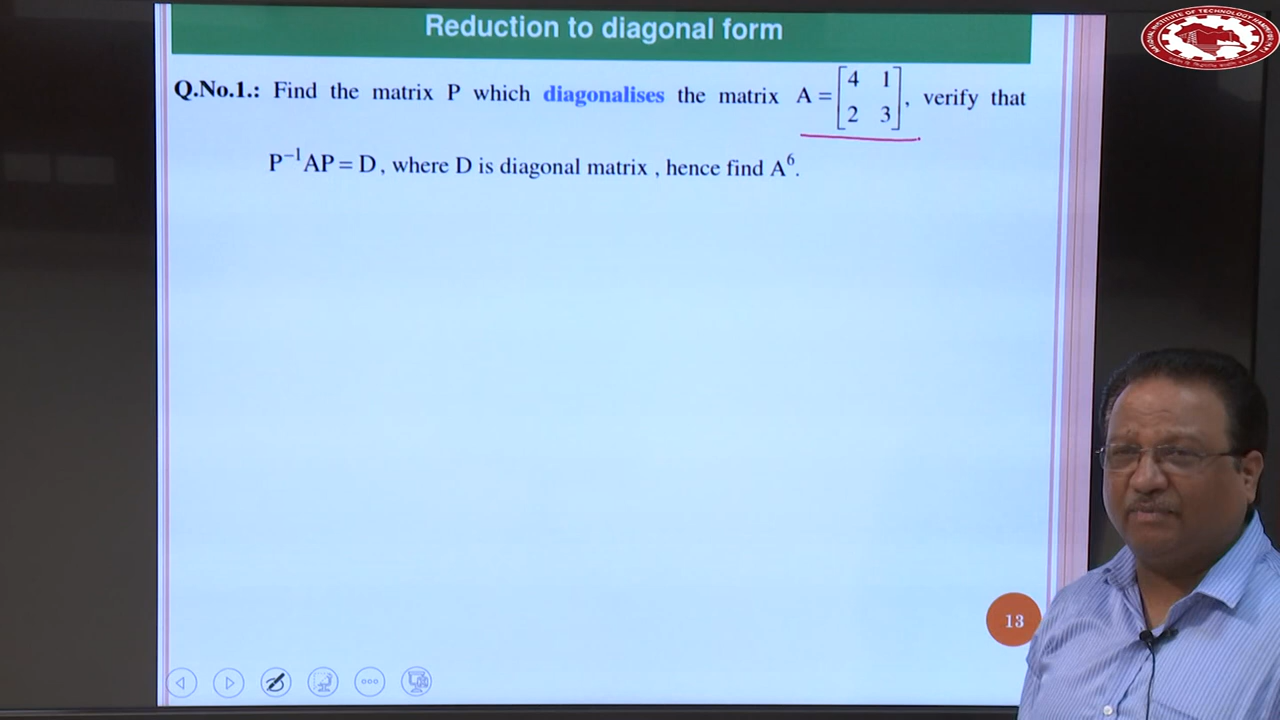 Reduction to diagonal form
Q.No.1.: Find the matrix P which diagonalises the matrix A = [4 1; 2 3], verify that
P⁻¹AP = D, where D is diagonal matrix , hence find A⁶.
13